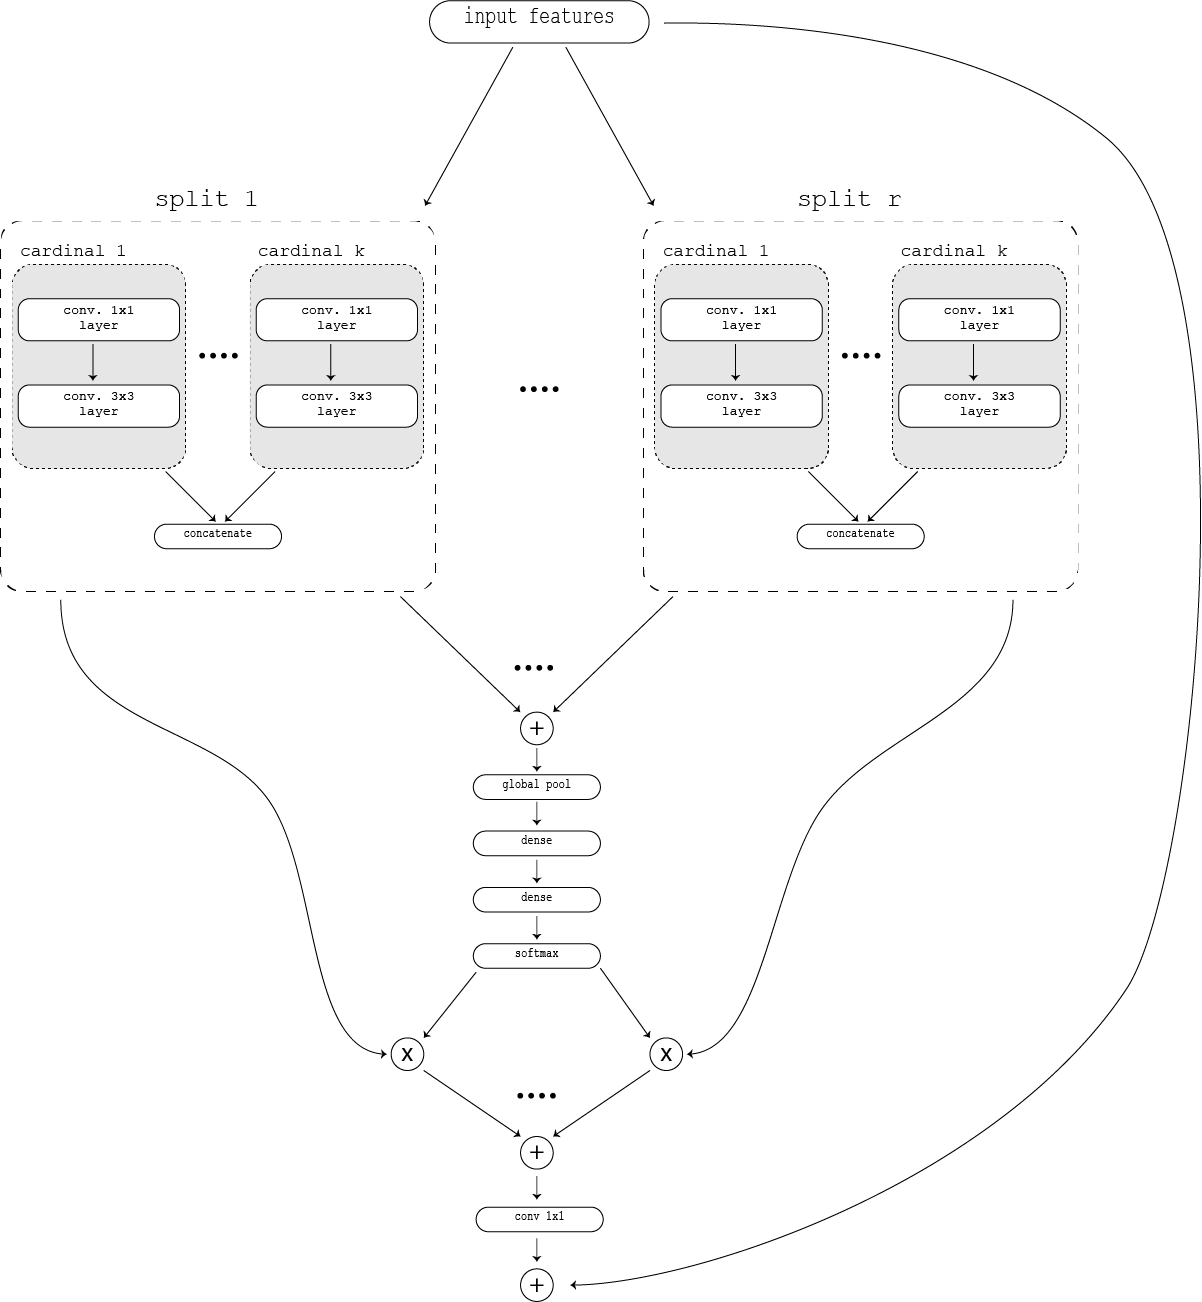 input features
split 1
split r
cardinal 1
cardinal k
cardinal 1
cardinal k
conv. 1x1
layer
conv. 1x1
layer
conv. 1x1
layer
conv. 1x1
layer
conv. 3x3
layer
conv. 3x3
layer
conv. 3x3
layer
conv. 3x3
layer
concatenate
concatenate
+
global pool
dense
dense
softmax
x
x
+
conv 1x1
+